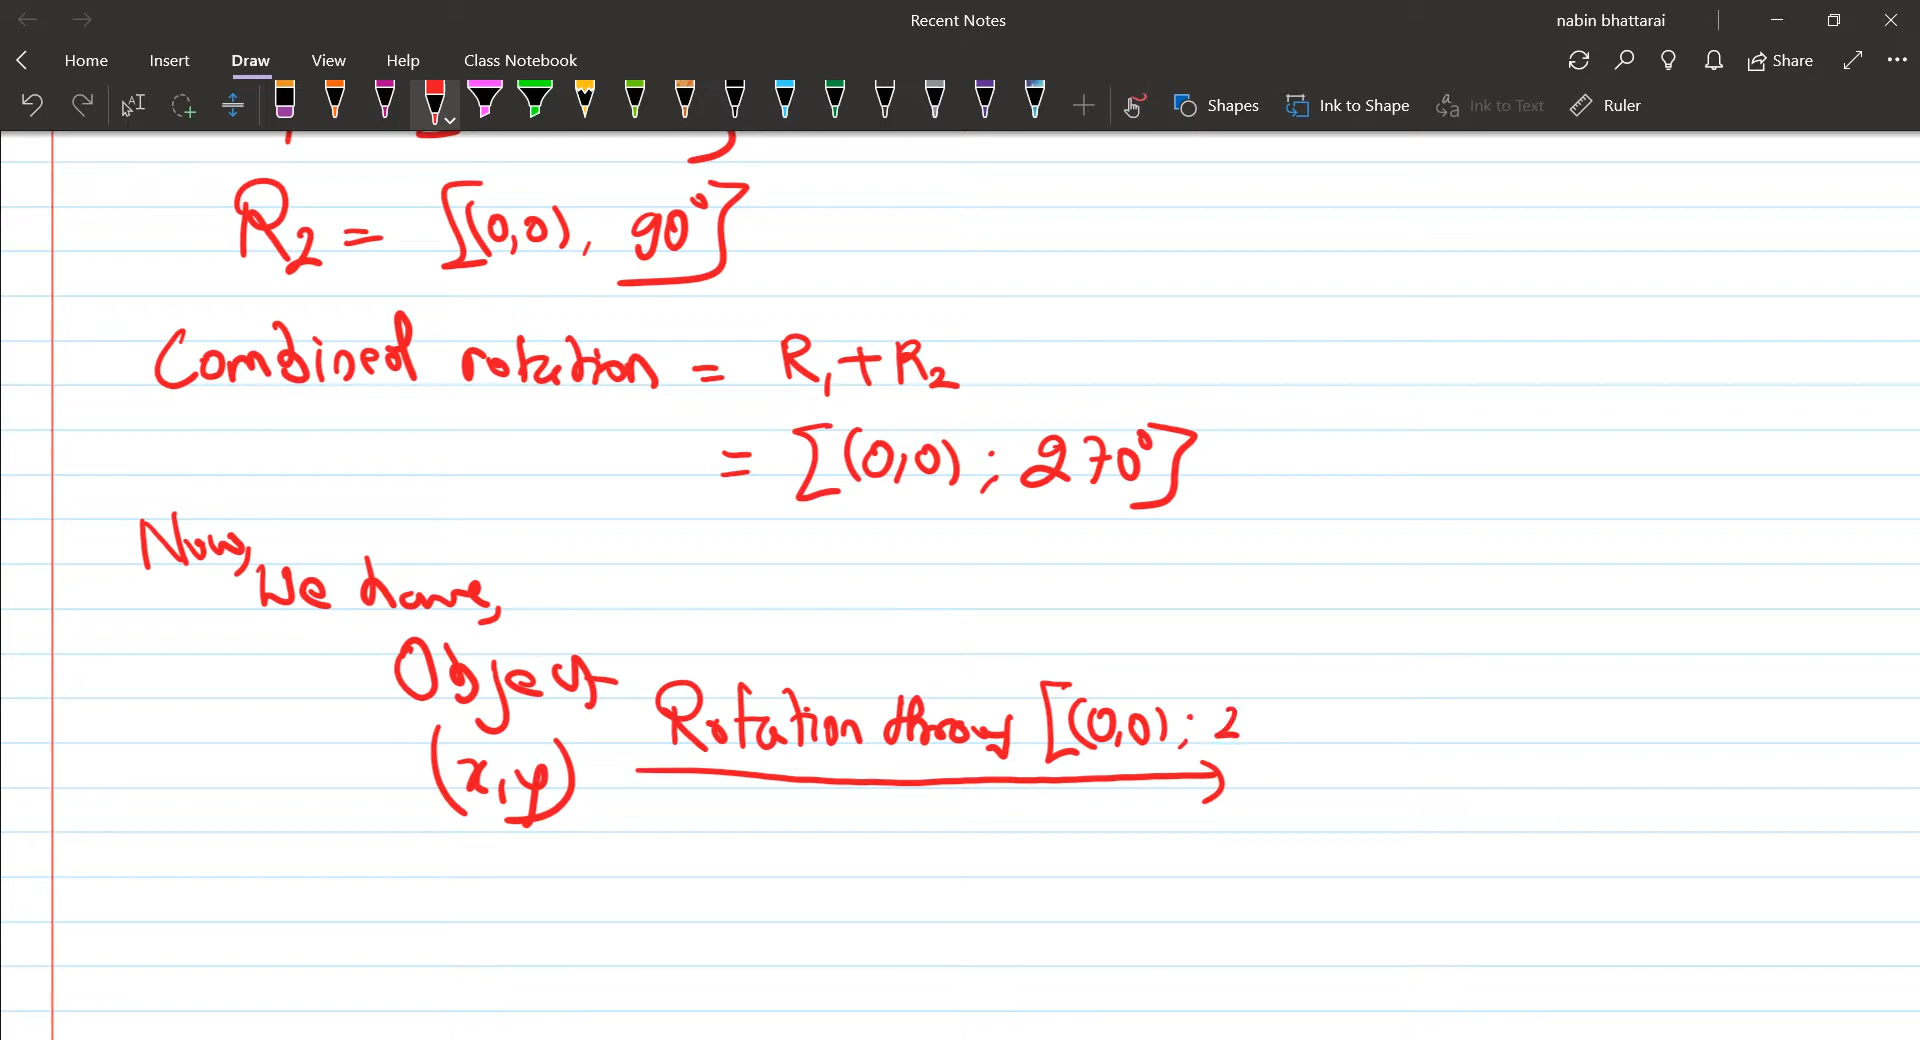 Recent Notes
nabin bhattarai
Home Insert Draw View Help Class Notebook
Share
Shapes Ink to Shape Ink to Text Ruler
R2 = [(0,0), 90°]
Combined rotation = R1+R2
= [(0,0); 270°]
Now,
We have,
Object Rotation throug [(0,0); 2
(x,y)